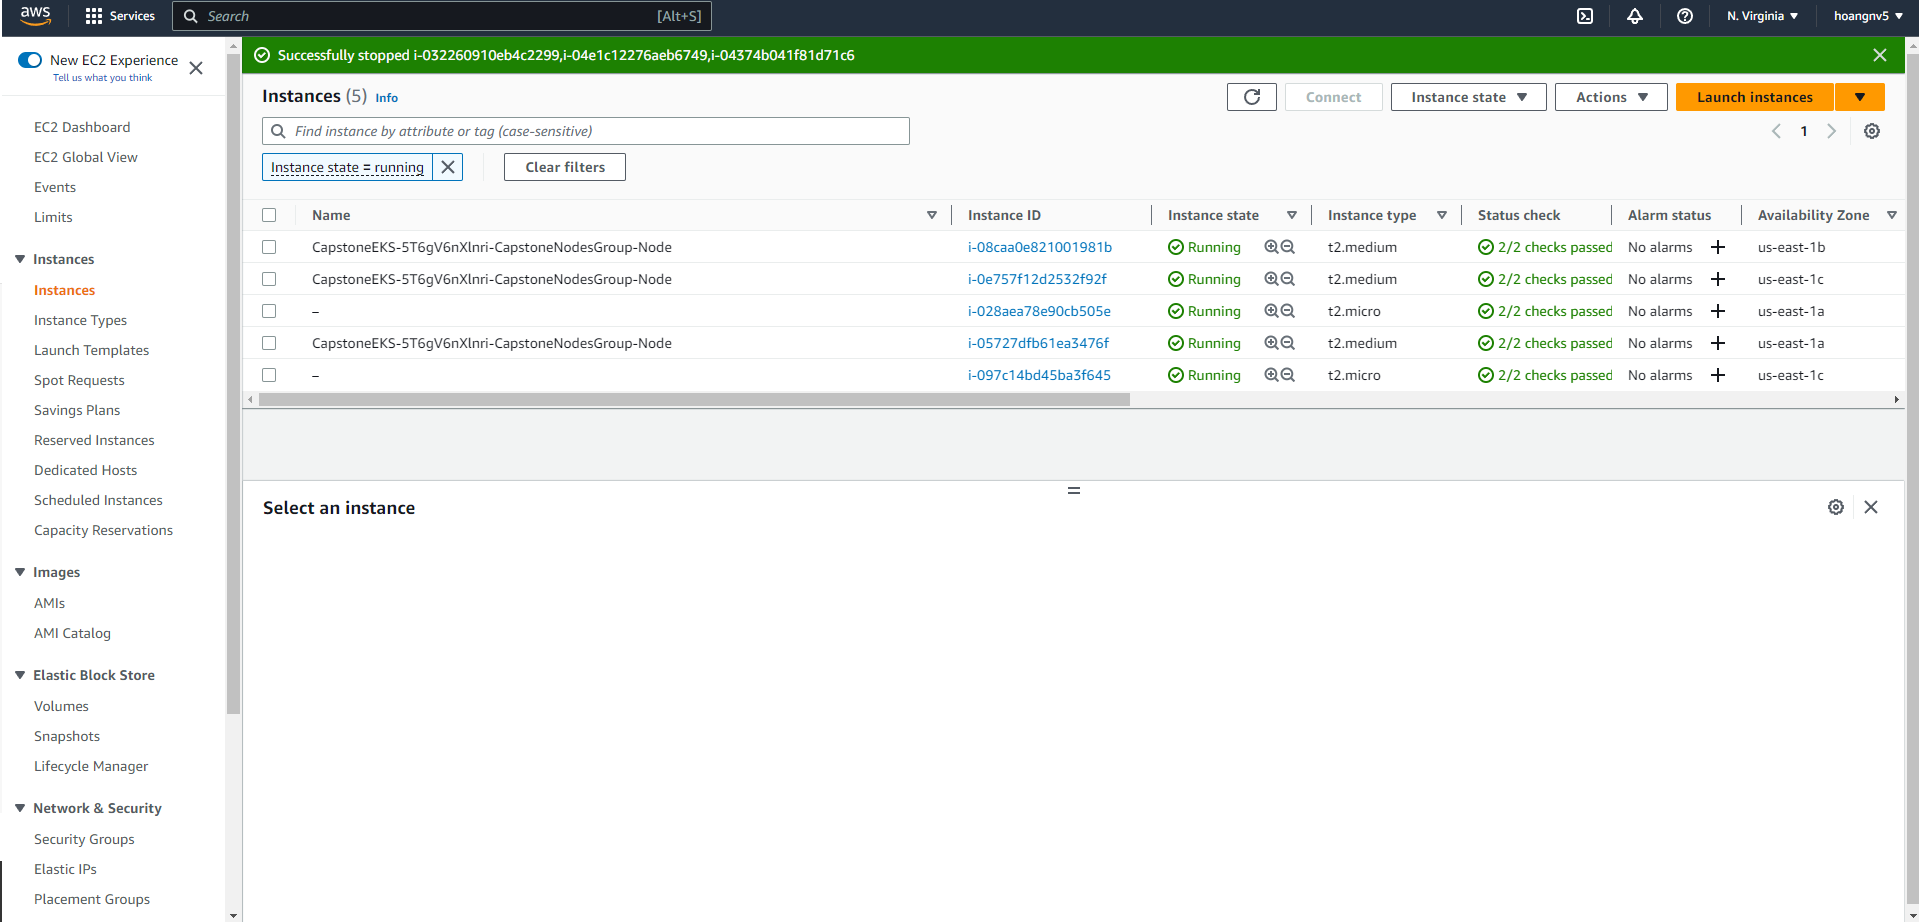 aws Services Search [Alt+S] N. Virginia hoangnv5
New EC2 Experience
Tell us what you think
EC2 Dashboard
EC2 Global View
Events
Limits
Instances
Instances
Instance Types
Launch Templates
Spot Requests
Savings Plans
Reserved Instances
Dedicated Hosts
Scheduled Instances
Capacity Reservations
Images
AMIs
AMI Catalog
Elastic Block Store
Volumes
Snapshots
Lifecycle Manager
Network & Security
Security Groups
Elastic IPs
Placement Groups
Successfully stopped i-032260910eb4c2299,i-04e1c12276aeb6749,i-04374b041f81d71c6
Instances (5) Info Connect Instance state Actions Launch instances
Find instance by attribute or tag (case-sensitive) 1
Instance state = running Clear filters
Name Instance ID Instance state Instance type Status check Alarm status Availability Zone
CapstoneEKS-5T6gV6nXlnri-CapstoneNodesGroup-Node i-08caa0e821001981b Running t2.medium 2/2 checks passed No alarms + us-east-1b
CapstoneEKS-5T6gV6nXlnri-CapstoneNodesGroup-Node i-0e757f12d2532f92f Running t2.medium 2/2 checks passed No alarms + us-east-1c
– i-028aea78e90cb505e Running t2.micro 2/2 checks passed No alarms + us-east-1a
CapstoneEKS-5T6gV6nXlnri-CapstoneNodesGroup-Node i-05727dfb61ea3476f Running t2.medium 2/2 checks passed No alarms + us-east-1a
– i-097c14bd45ba3f645 Running t2.micro 2/2 checks passed No alarms + us-east-1c
Select an instance